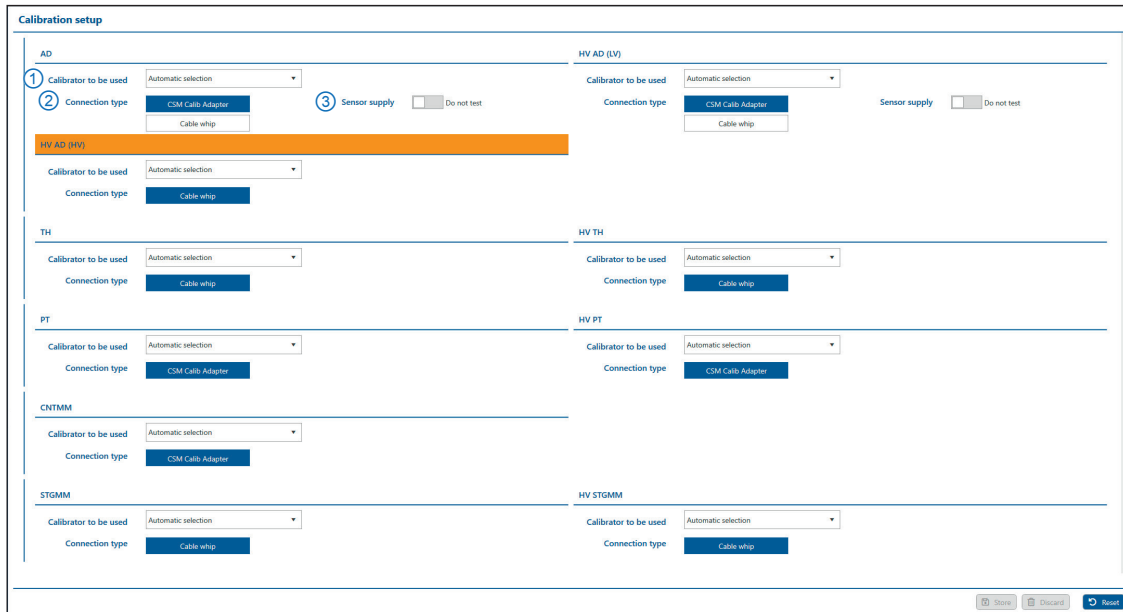 Calibration setup
AD
1 Calibrator to be used Automatic selection
2 Connection type CSM Calib Adapter 3 Sensor supply Do not test
Cable whip
HV AD (LV)
Calibrator to be used Automatic selection
Connection type CSM Calib Adapter Sensor supply Do not test
Cable whip
HV AD (HV)
Calibrator to be used Automatic selection
Connection type Cable whip
TH
Calibrator to be used Automatic selection
Connection type Cable whip
HV TH
Calibrator to be used Automatic selection
Connection type Cable whip
PT
Calibrator to be used Automatic selection
Connection type CSM Calib Adapter
HV PT
Calibrator to be used Automatic selection
Connection type CSM Calib Adapter
CNTMM
Calibrator to be used Automatic selection
Connection type CSM Calib Adapter
STGMM
Calibrator to be used Automatic selection
Connection type Cable whip
HV STGMM
Calibrator to be used Automatic selection
Connection type Cable whip
Store Discard Reset